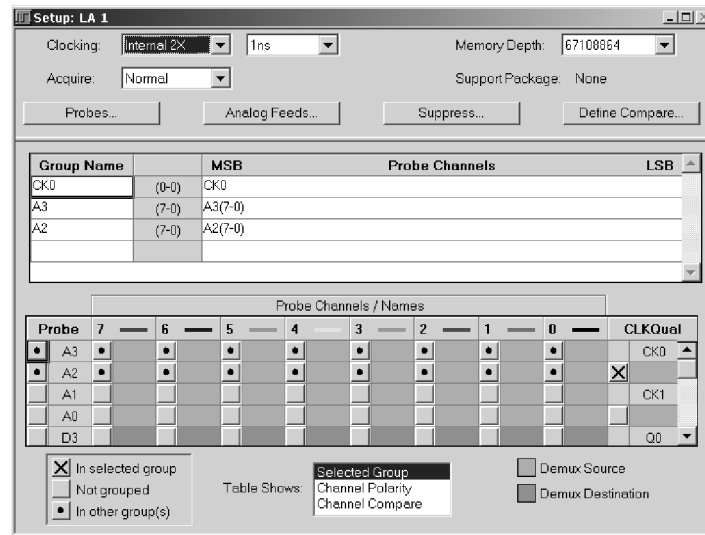 Setup: LA 1
Clocking: Internal 2X 1ns Memory Depth: 67108864
Acquire: Normal Support Package: None
Probes... Analog Feeds... Suppress... Define Compare...
Group Name MSB Probe Channels LSB
CK0 (0-0) CK0
A3 (7-0) A3(7-0)
A2 (7-0) A2(7-0)
Probe Channels / Names
Probe 7 6 5 4 3 2 1 0 CLKQual
A3 CK0
A2
A1 CK1
A0
D3 Q0
In selected group
Not grouped
In other group(s)
Table Shows: Selected Group
Channel Polarity
Channel Compare
Demux Source
Demux Destination